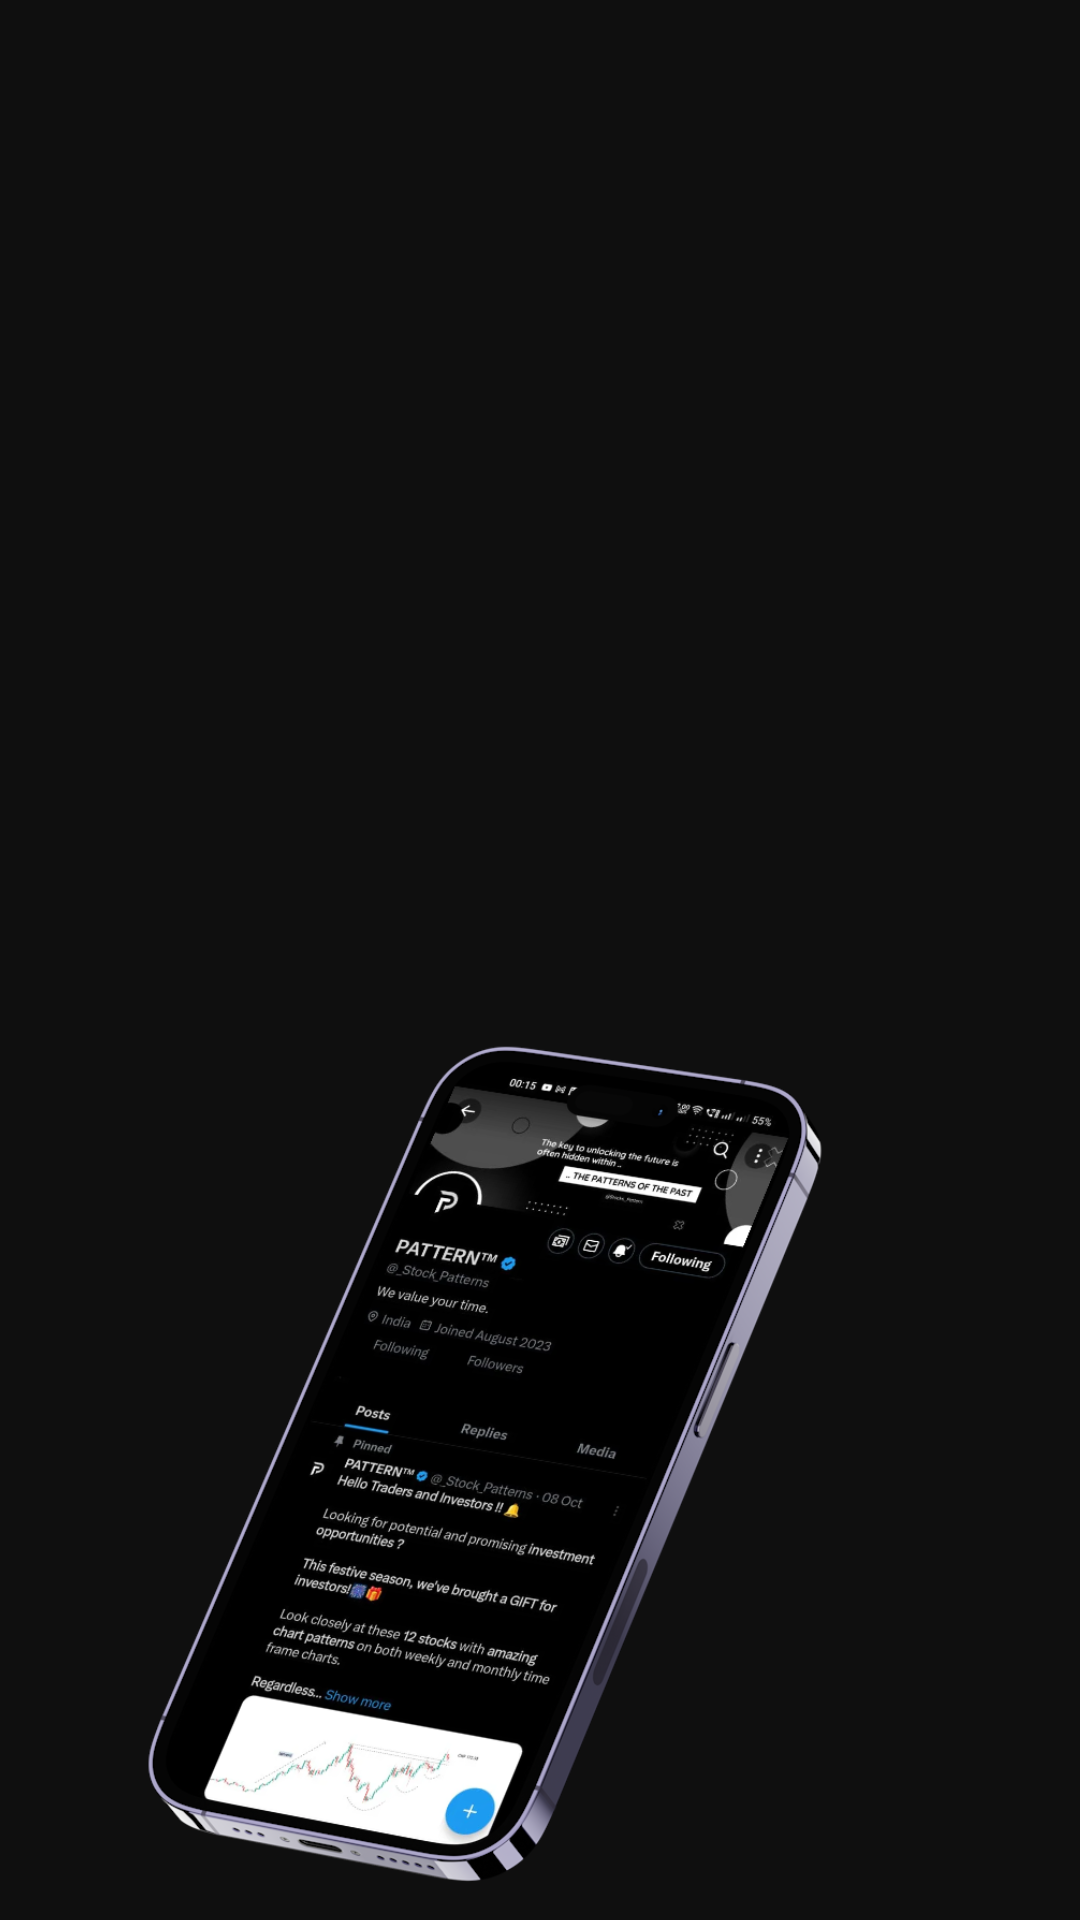 00:15
55%
The key to unlocking the future is
often hidden within ..
.. THE PATTERNS OF THE PAST
PATTERN™
Following
@_Stock_Patterns
We value your time.
India Joined August 2023
Following Followers
Posts Replies Media
Pinned
PATTERN™ @_Stock_Patterns · 08 Oct
Hello Traders and Investors !! 🔔
Looking for potential and promising investment
opportunities ?
This festive season, we've brought a GIFT for
investors!🎆🎁
Look closely at these 12 stocks with amazing
chart patterns on both weekly and monthly time
frame charts.
Regardless... Show more